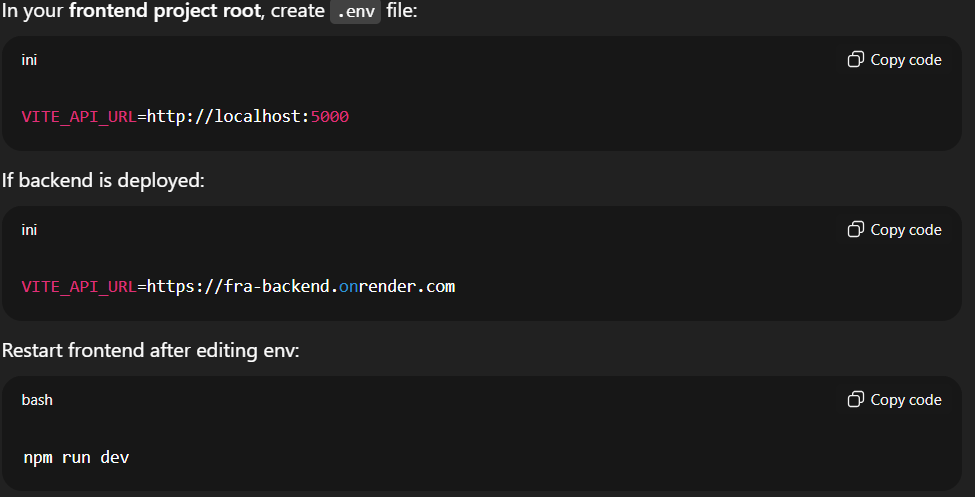 In your frontend project root, create .env file:
ini
Copy code
VITE_API_URL=http://localhost:5000
If backend is deployed:
ini
Copy code
VITE_API_URL=https://fra-backend.onrender.com
Restart frontend after editing env:
bash
Copy code
npm run dev